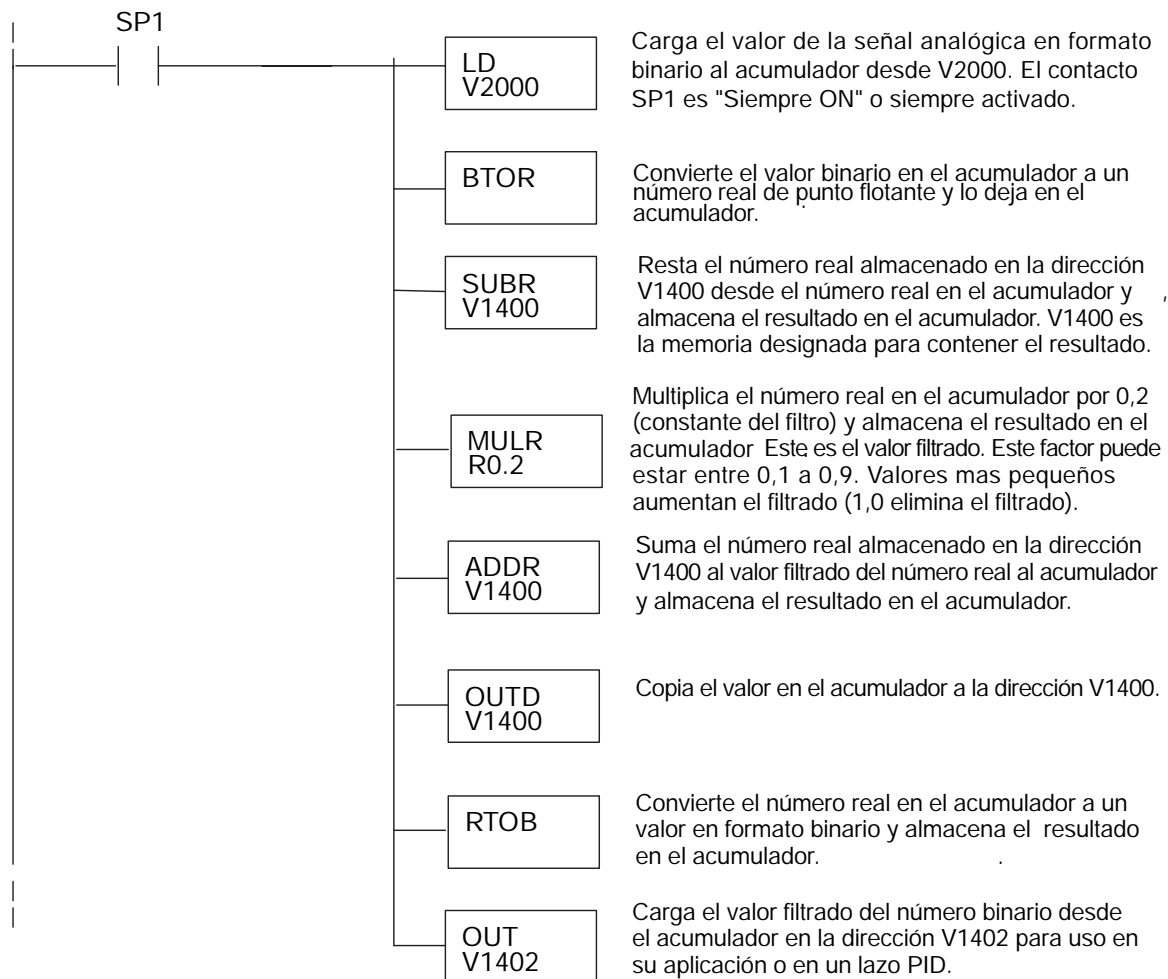 SP1
LD
V2000
Carga el valor de la señal analógica en formato
binario al acumulador desde V2000. El contacto
SP1 es "Siempre ON" o siempre activado.
BTOR
Convierte el valor binario en el acumulador a un
número real de punto flotante y lo deja en el
acumulador.
SUBR
V1400
Resta el número real almacenado en la dirección
V1400 desde el número real en el acumulador y ,
almacena el resultado en el acumulador. V1400 es
la memoria designada para contener el resultado.
MULR
R0.2
Multiplica el número real en el acumulador por 0,2
(constante del filtro) y almacena el resultado en el
acumulador Este es el valor filtrado. Este factor puede
estar entre 0,1 a 0,9. Valores mas pequeños
aumentan el filtrado (1,0 elimina el filtrado).
ADDR
V1400
Suma el número real almacenado en la dirección
V1400 al valor filtrado del número real al acumulador
y almacena el resultado en el acumulador.
OUTD
V1400
Copia el valor en el acumulador a la dirección V1400.
RTOB
Convierte el número real en el acumulador a un
valor en formato binario y almacena el resultado
en el acumulador. .
OUT
V1402
Carga el valor filtrado del número binario desde
el acumulador en la dirección V1402 para uso en
su aplicación o en un lazo PID.